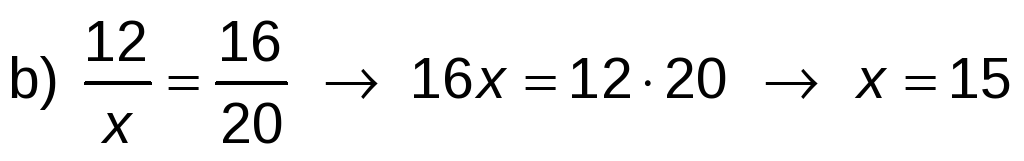 b) 12/x = 16/20 → 16x = 12 · 20 → x = 15